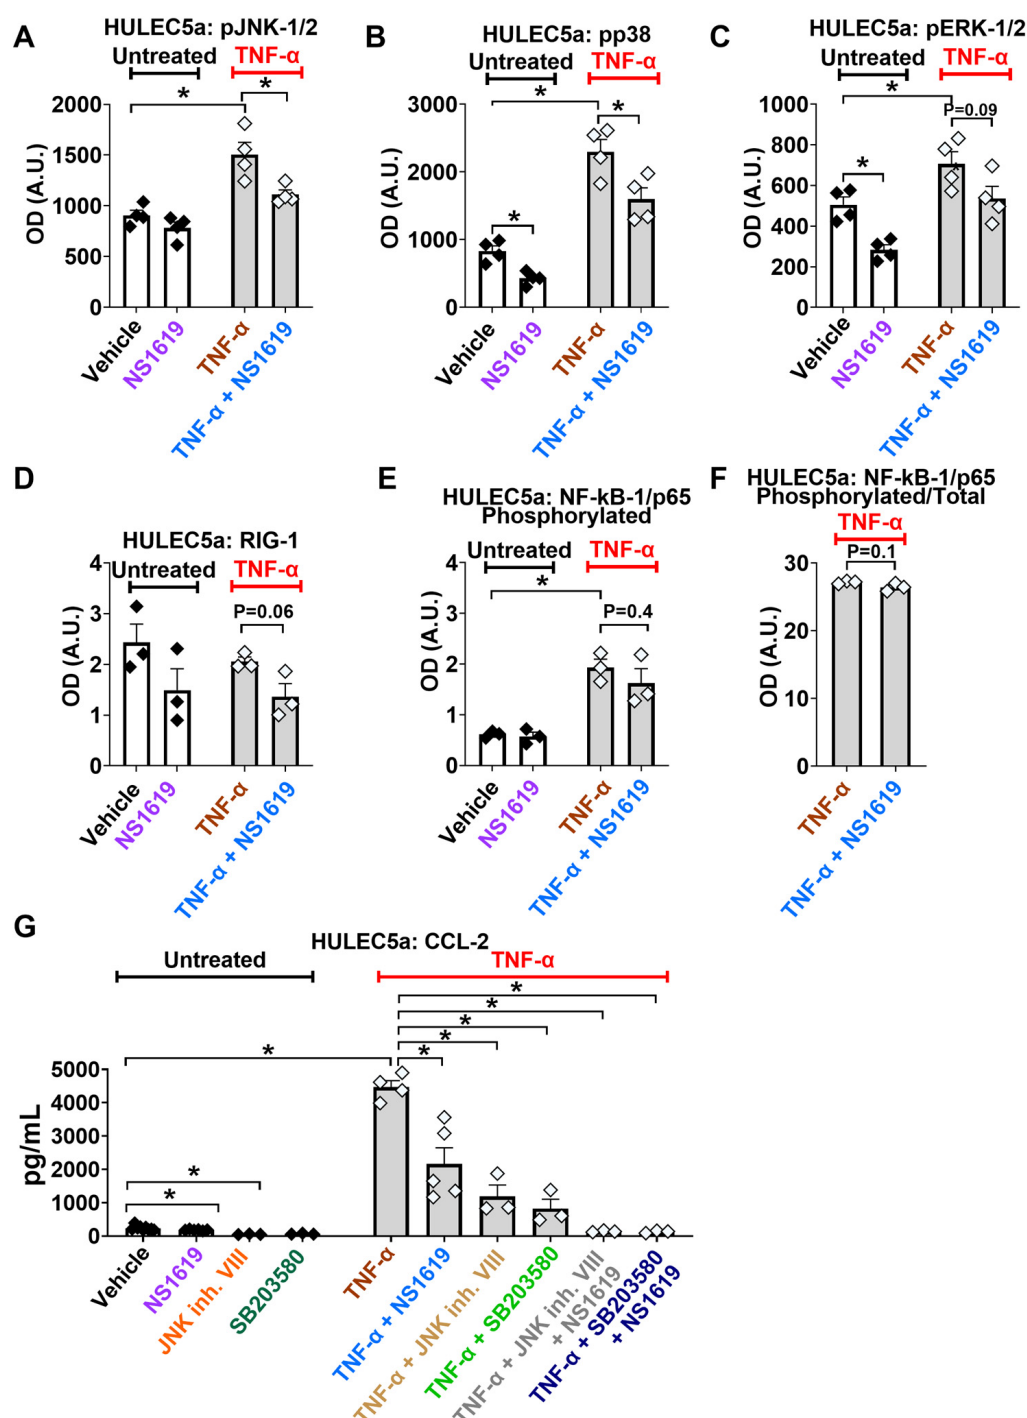 A
HULEC5a: pJNK-1/2
Untreated
TNF-α
*
*
OD (A.U.)
2000
1500
1000
500
0
Vehicle
NS1619
TNF-α
TNF-α + NS1619
B
HULEC5a: pp38
Untreated
TNF-α
*
*
*
OD (A.U.)
3000
2000
1000
0
Vehicle
NS1619
TNF-α
TNF-α + NS1619
C
HULEC5a: pERK-1/2
Untreated
TNF-α
*
P=0.09
*
*
OD (A.U.)
1000
800
600
400
200
0
Vehicle
NS1619
TNF-α
TNF-α + NS1619
D
HULEC5a: RIG-1
Untreated
TNF-α
P=0.06
OD (A.U.)
4
3
2
1
0
Vehicle
NS1619
TNF-α
TNF-α + NS1619
E
HULEC5a: NF-kB-1/p65
Phosphorylated
Untreated
TNF-α
*
P=0.4
OD (A.U.)
4
3
2
1
0
Vehicle
NS1619
TNF-α
TNF-α + NS1619
F
HULEC5a: NF-kB-1/p65
Phosphorylated/Total
TNF-α
P=0.1
OD (A.U.)
30
20
10
0
TNF-α
TNF-α + NS1619
G
HULEC5a: CCL-2
Untreated
TNF-α
*
*
*
*
*
*
*
*
pg/mL
5000
4000
3000
2000
1000
0
Vehicle
NS1619
JNK inh. VIII
SB203580
TNF-α
TNF-α + NS1619
TNF-α + JNK inh. VIII
TNF-α + SB203580
TNF-α + JNK inh. VIII
+ NS1619
TNF-α + SB203580
+ NS1619